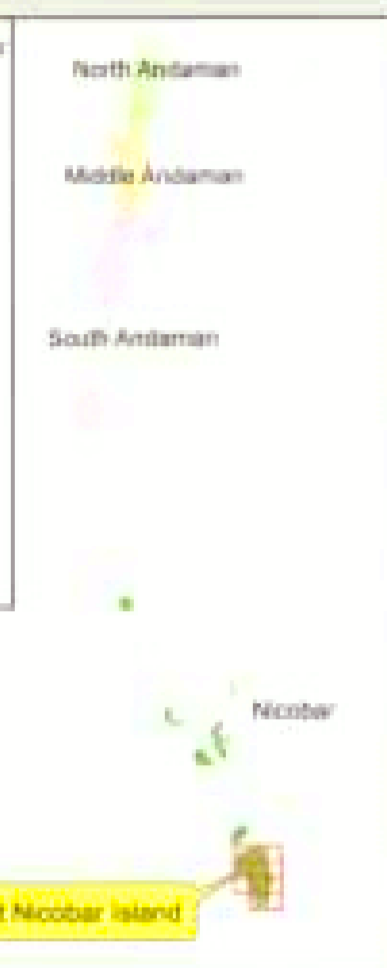 North Andaman
Middle Andaman
South Andaman
Nicobar
t Nicobar Island